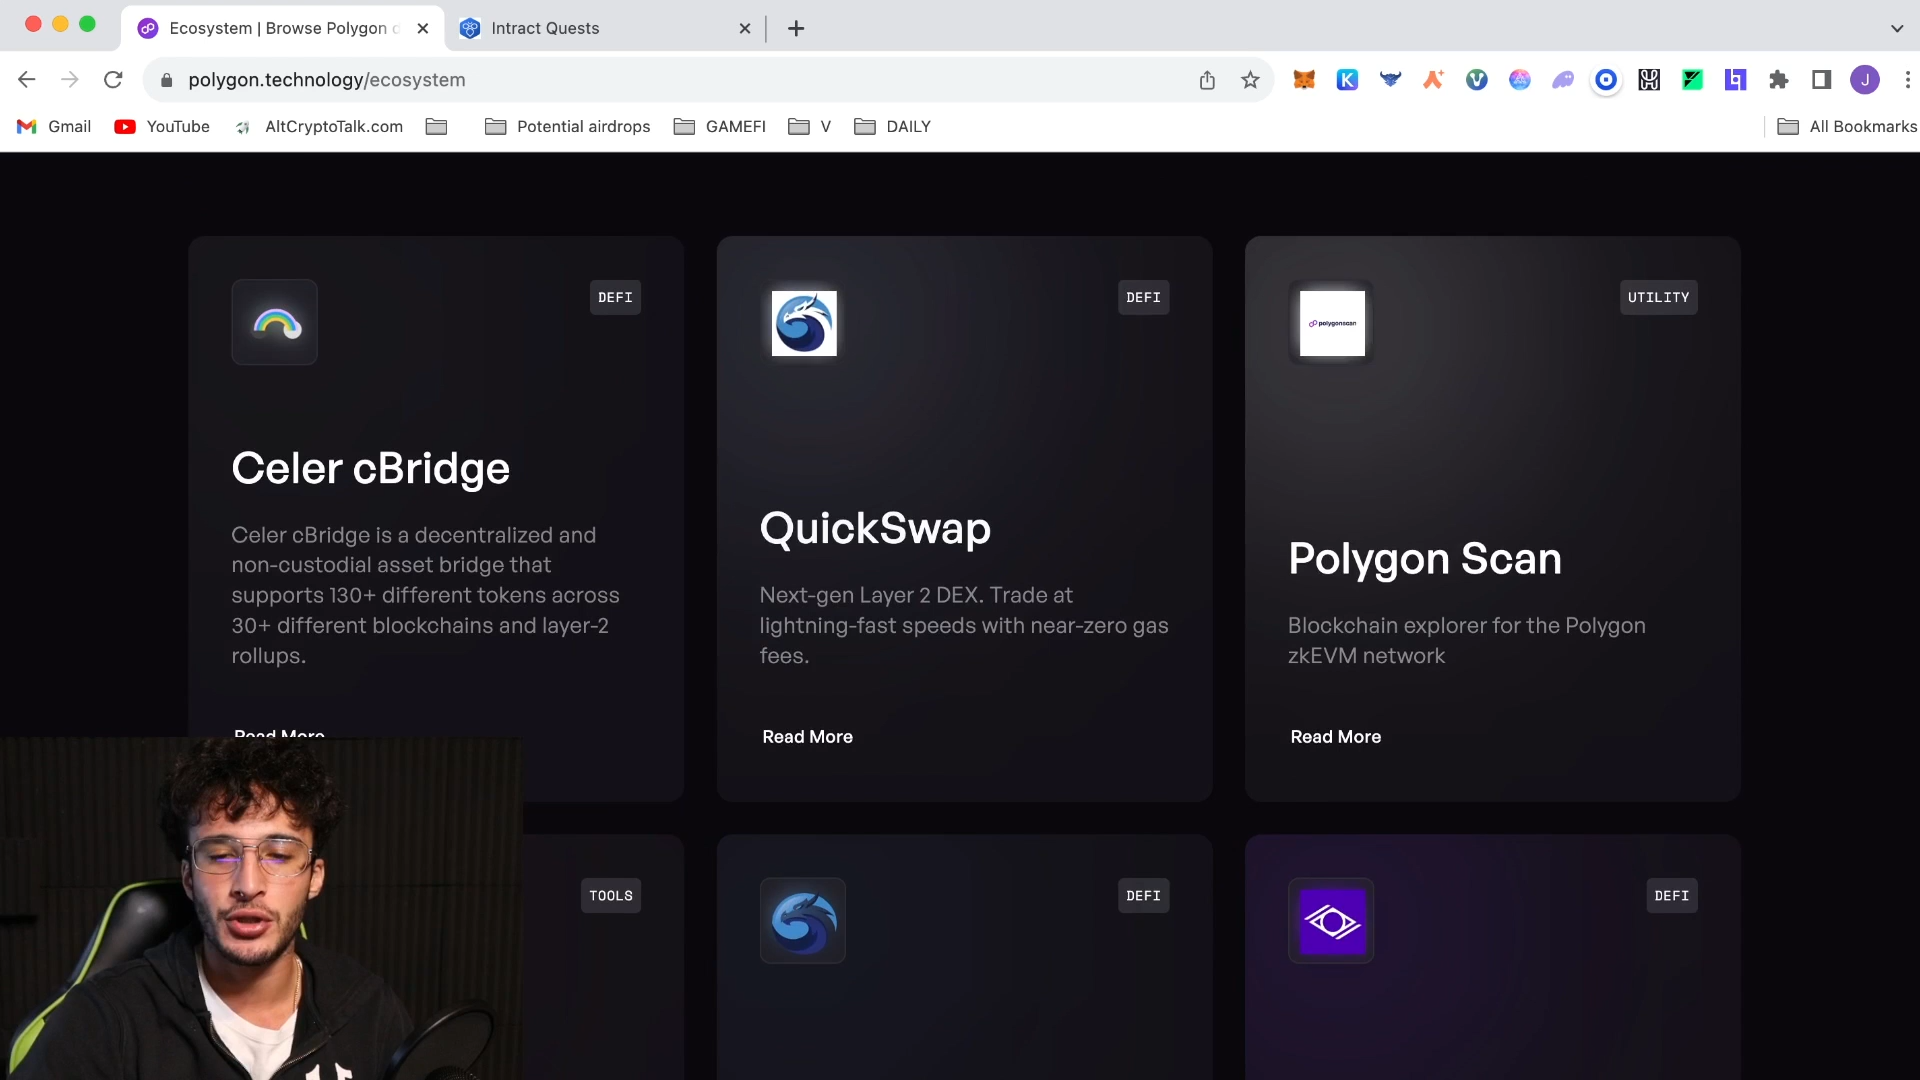 Ecosystem | Browse Polygon d
Intract Quests
polygon.technology/ecosystem
J
Gmail
YouTube
AltCryptoTalk.com
Potential airdrops
GAMEFI
V
DAILY
All Bookmarks
DEFI
Celer cBridge
Celer cBridge is a decentralized and
non-custodial asset bridge that
supports 130+ different tokens across
30+ different blockchains and layer-2
rollups.
Read More
DEFI
QuickSwap
Next-gen Layer 2 DEX. Trade at
lightning-fast speeds with near-zero gas
fees.
Read More
UTILITY
polygonscan
Polygon Scan
Blockchain explorer for the Polygon
zkEVM network
Read More
TOOLS
DEFI
DEFI